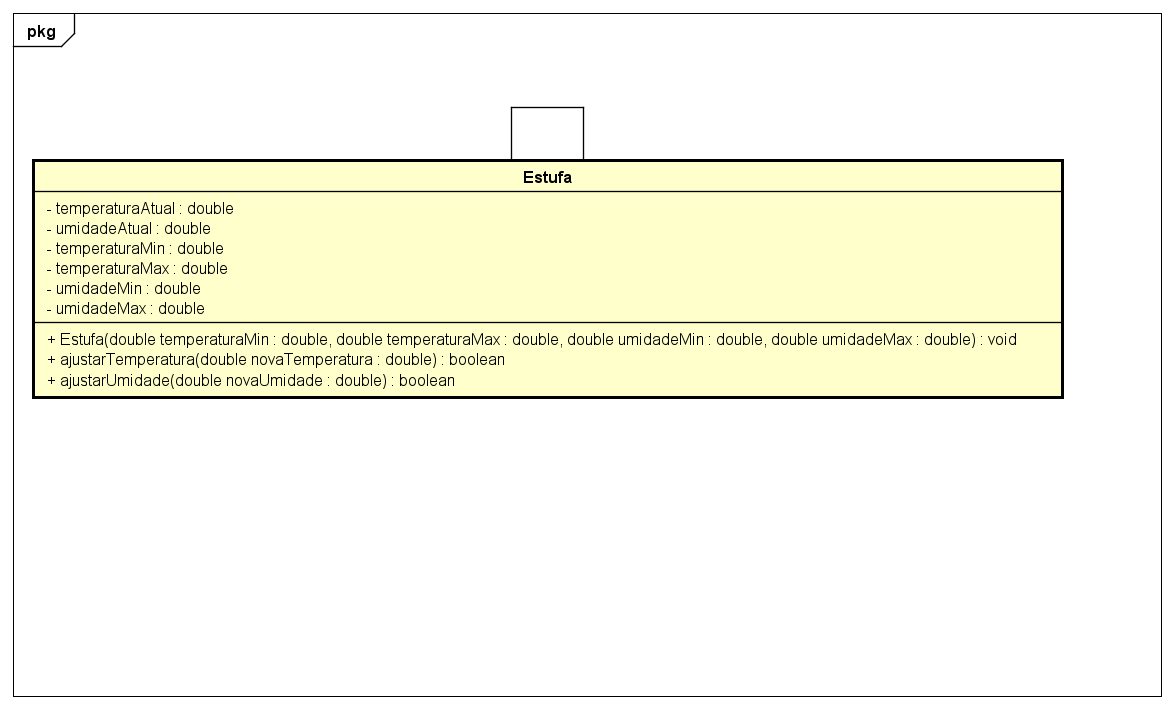 pkg
Estufa
- temperaturaAtual : double
- umidadeAtual : double
- temperaturaMin : double
- temperaturaMax : double
- umidadeMin : double
- umidadeMax : double
+ Estufa(double temperaturaMin : double, double temperaturaMax : double, double umidadeMin : double, double umidadeMax : double) : void
+ ajustarTemperatura(double novaTemperatura : double) : boolean
+ ajustarUmidade(double novaUmidade : double) : boolean